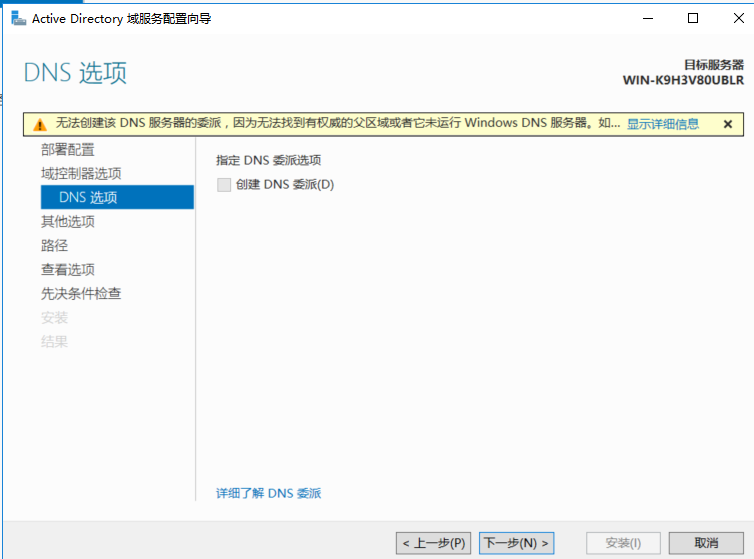 Active Directory 域服务配置向导
DNS 选项
目标服务器
WIN-K9H3V80UBLR
无法创建该 DNS 服务器的委派，因为无法找到有权威的父区域或者它未运行 Windows DNS 服务器。如... 显示详细信息
部署配置
域控制器选项
DNS 选项
其他选项
路径
查看选项
先决条件检查
安装
结果
指定 DNS 委派选项
创建 DNS 委派(D)
详细了解 DNS 委派
< 上一步(P) 下一步(N) > 安装(I) 取消